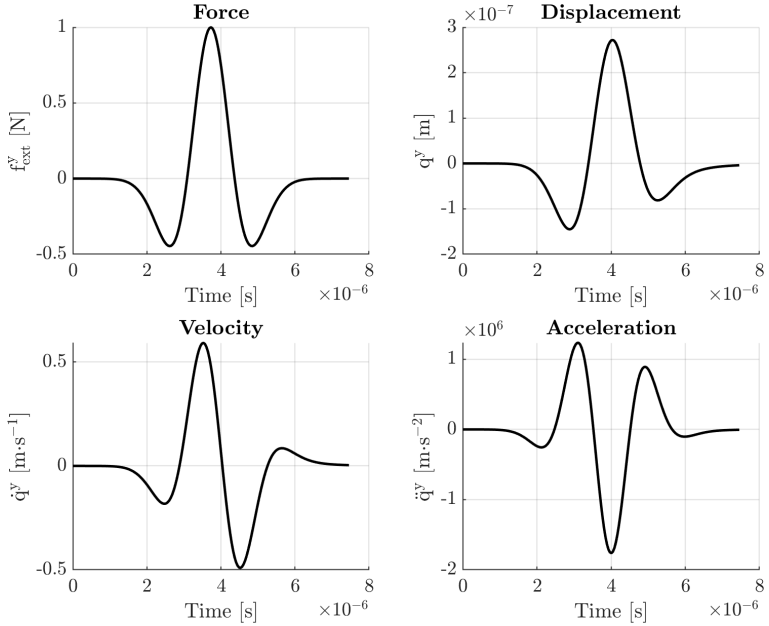 Force
1
0.5
0
-0.5
f^y_ext [N]
0 2 4 6 8
Time [s] ×10⁻⁶
×10⁻⁷ Displacement
3
2
1
0
-1
-2
q^y [m]
0 2 4 6 8
Time [s] ×10⁻⁶
Velocity
0.5
0
-0.5
q̇^y [m·s⁻¹]
0 2 4 6 8
Time [s] ×10⁻⁶
×10⁶ Acceleration
1
0
-1
-2
q̈^y [m·s⁻²]
0 2 4 6 8
Time [s] ×10⁻⁶